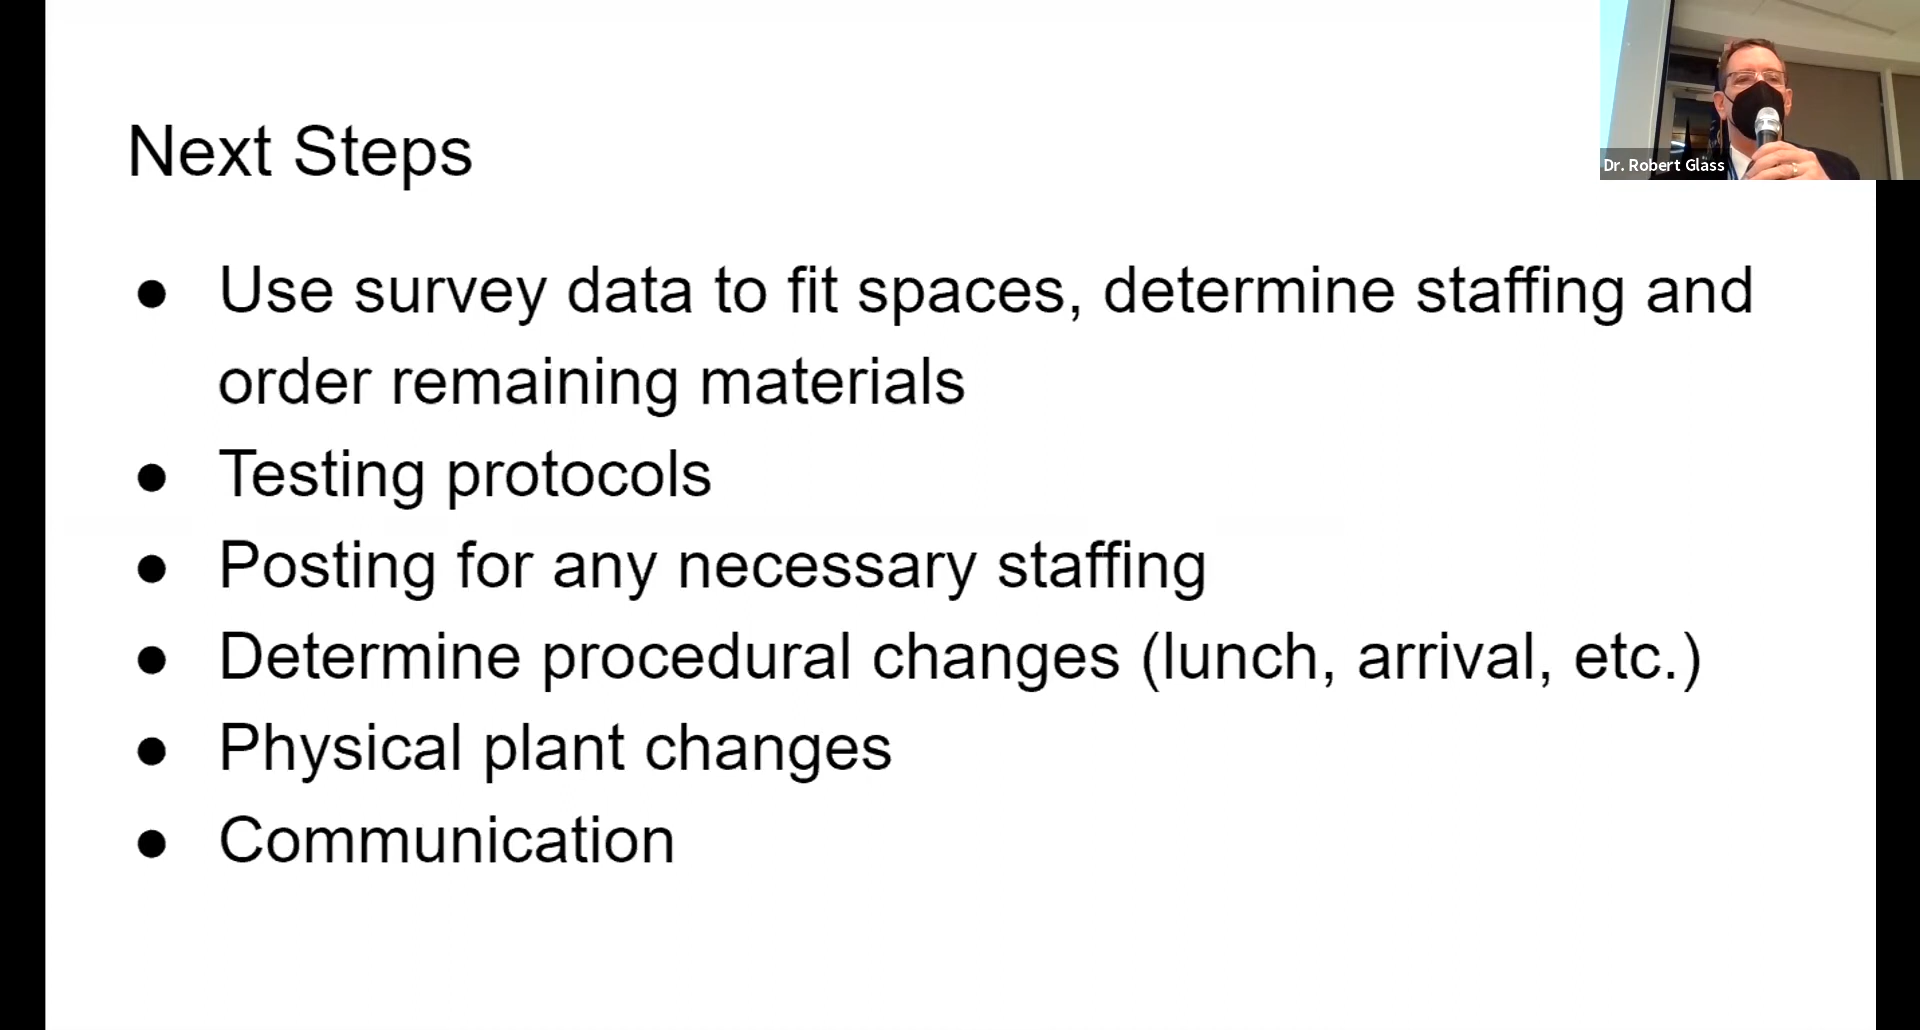 Next Steps
Dr. Robert Glass
● Use survey data to fit spaces, determine staffing and
order remaining materials
● Testing protocols
● Posting for any necessary staffing
● Determine procedural changes (lunch, arrival, etc.)
● Physical plant changes
● Communication